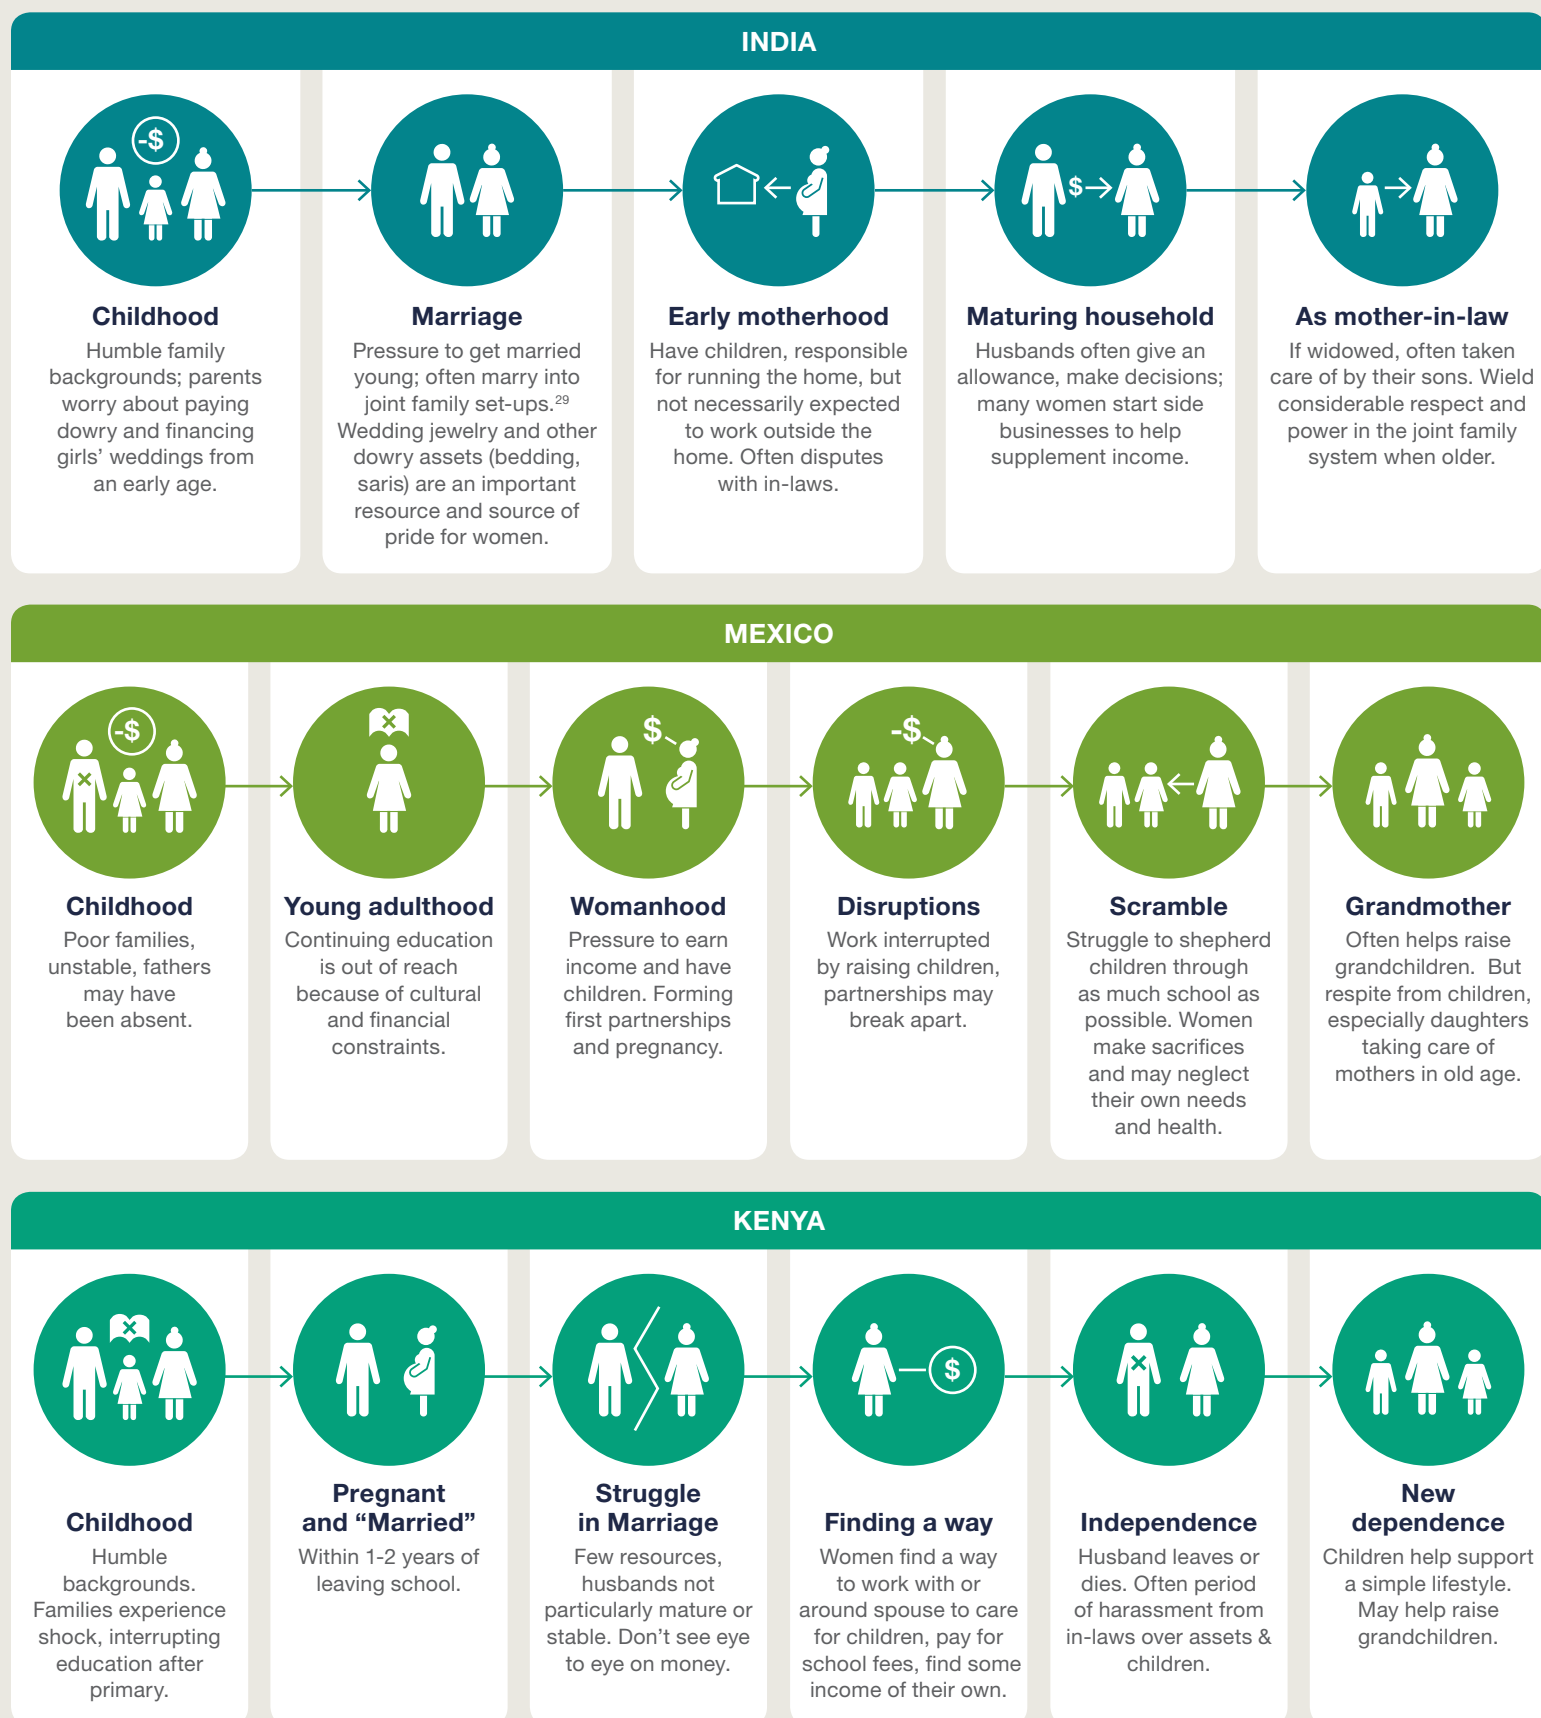 INDIA
-$
$
Childhood
Humble family
backgrounds; parents
worry about paying
dowry and financing
girls’ weddings from
an early age.
Marriage
Pressure to get married
young; often marry into
joint family set-ups.29
Wedding jewelry and other
dowry assets (bedding,
saris) are an important
resource and source of
pride for women.
Early motherhood
Have children, responsible
for running the home, but
not necessarily expected
to work outside the
home. Often disputes
with in-laws.
Maturing household
Husbands often give an
allowance, make decisions;
many women start side
businesses to help
supplement income.
As mother-in-law
If widowed, often taken
care of by their sons. Wield
considerable respect and
power in the joint family
system when older.
MEXICO
-$
$
-$
Childhood
Poor families,
unstable, fathers
may have
been absent.
Young adulthood
Continuing education
is out of reach
because of cultural
and financial
constraints.
Womanhood
Pressure to earn
income and have
children. Forming
first partnerships
and pregnancy.
Disruptions
Work interrupted
by raising children,
partnerships may
break apart.
Scramble
Struggle to shepherd
children through
as much school as
possible. Women
make sacrifices
and may neglect
their own needs
and health.
Grandmother
Often helps raise
grandchildren.  But
respite from children,
especially daughters
taking care of
mothers in old age.
KENYA
$
Childhood
Humble
backgrounds.
Families experience
shock, interrupting
education after
primary.
Pregnant
and “Married”
Within 1-2 years of
leaving school.
Struggle
in Marriage
Few resources,
husbands not
particularly mature or
stable. Don’t see eye
to eye on money.
Finding a way
Women find a way
to work with or
around spouse to care
for children, pay for
school fees, find some
income of their own.
Independence
Husband leaves or
dies. Often period
of harassment from
in-laws over assets &
children.
New
dependence
Children help support
a simple lifestyle.
May help raise
grandchildren.